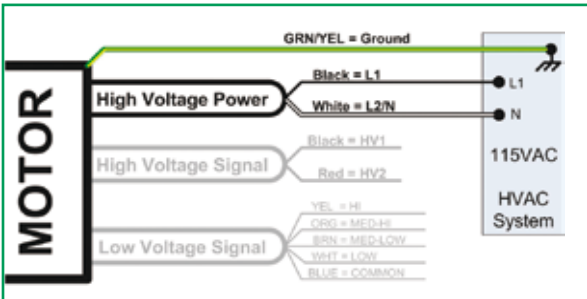 GRN/YEL = Ground
MOTOR
High Voltage Power
Black = L1
White = L2/N
L1
N
115VAC
HVAC
System
High Voltage Signal
Black = HV1
Red = HV2
Low Voltage Signal
YEL = HI
ORG = MED-HI
BRN = MED-LOW
WHT = LOW
BLUE = COMMON